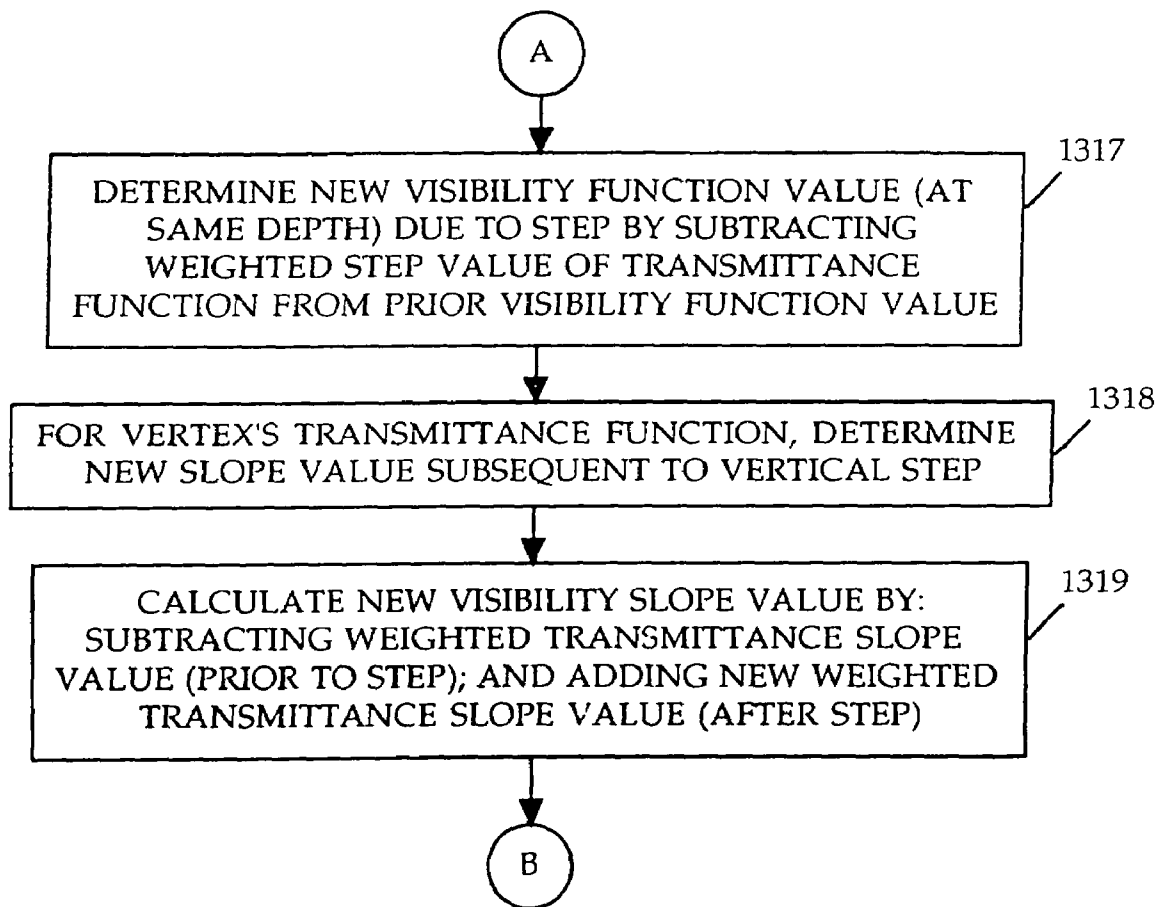 A
1317
DETERMINE NEW VISIBILITY FUNCTION VALUE (AT
SAME DEPTH) DUE TO STEP BY SUBTRACTING
WEIGHTED STEP VALUE OF TRANSMITTANCE
FUNCTION FROM PRIOR VISIBILITY FUNCTION VALUE
1318
FOR VERTEX'S TRANSMITTANCE FUNCTION, DETERMINE
NEW SLOPE VALUE SUBSEQUENT TO VERTICAL STEP
1319
CALCULATE NEW VISIBILITY SLOPE VALUE BY:
SUBTRACTING WEIGHTED TRANSMITTANCE SLOPE
VALUE (PRIOR TO STEP); AND ADDING NEW WEIGHTED
TRANSMITTANCE SLOPE VALUE (AFTER STEP)
B